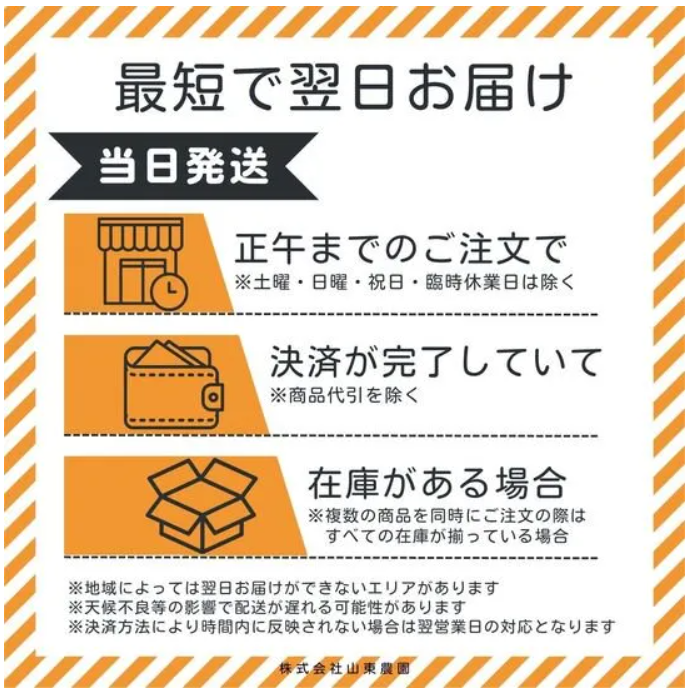 最短で翌日お届け
当日発送
正午までのご注文で
※土曜・日曜・祝日・臨時休業日は除く
決済が完了していて
※商品代引を除く
在庫がある場合
※複数の商品を同時にご注文の際は
すべての在庫が揃っている場合
※地域によっては翌日お届けができないエリアがあります
※天候不良等の影響で配送が遅れる可能性があります
※決済方法により時間内に反映されない場合は翌営業日の対応となります
株式会社山東農園